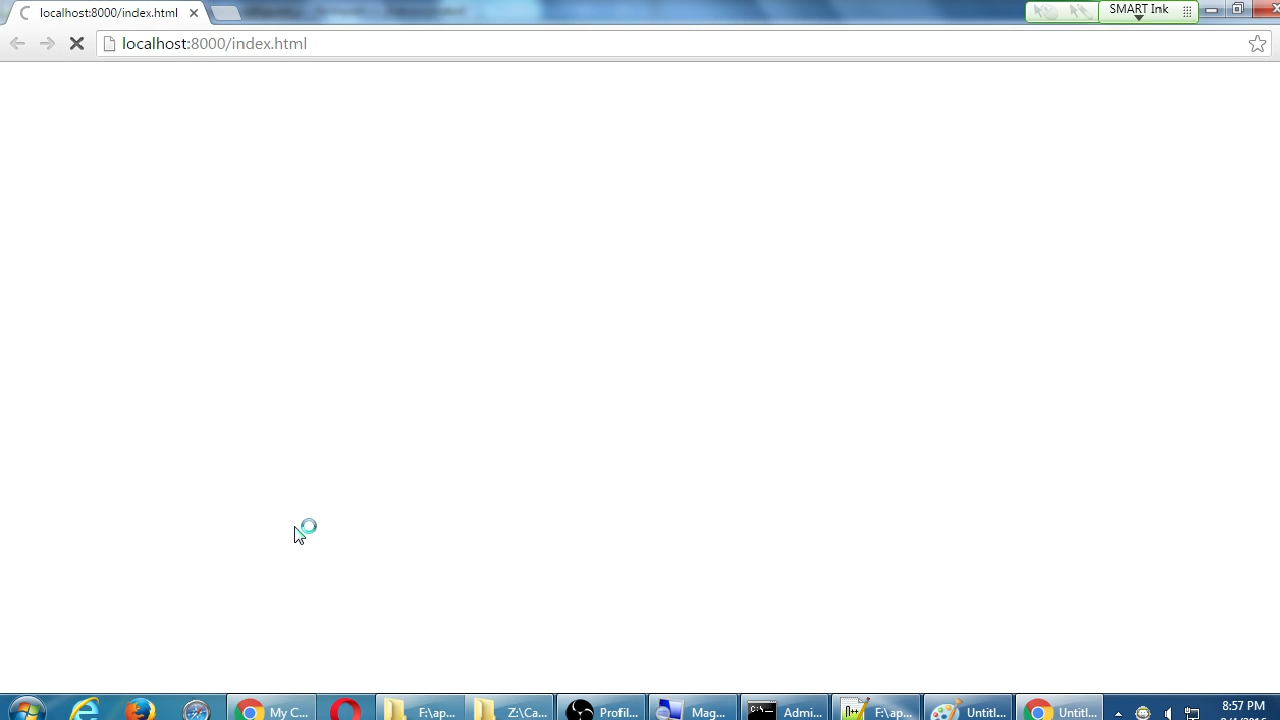 localhost:8000/index.html
SMART Ink
localhost:8000/index.html
My C...
F:\ap...
Z:\Ca...
Profil...
Mag...
C:\
Admi...
F:\ap...
Untitl...
Untitl...
8:57 PM